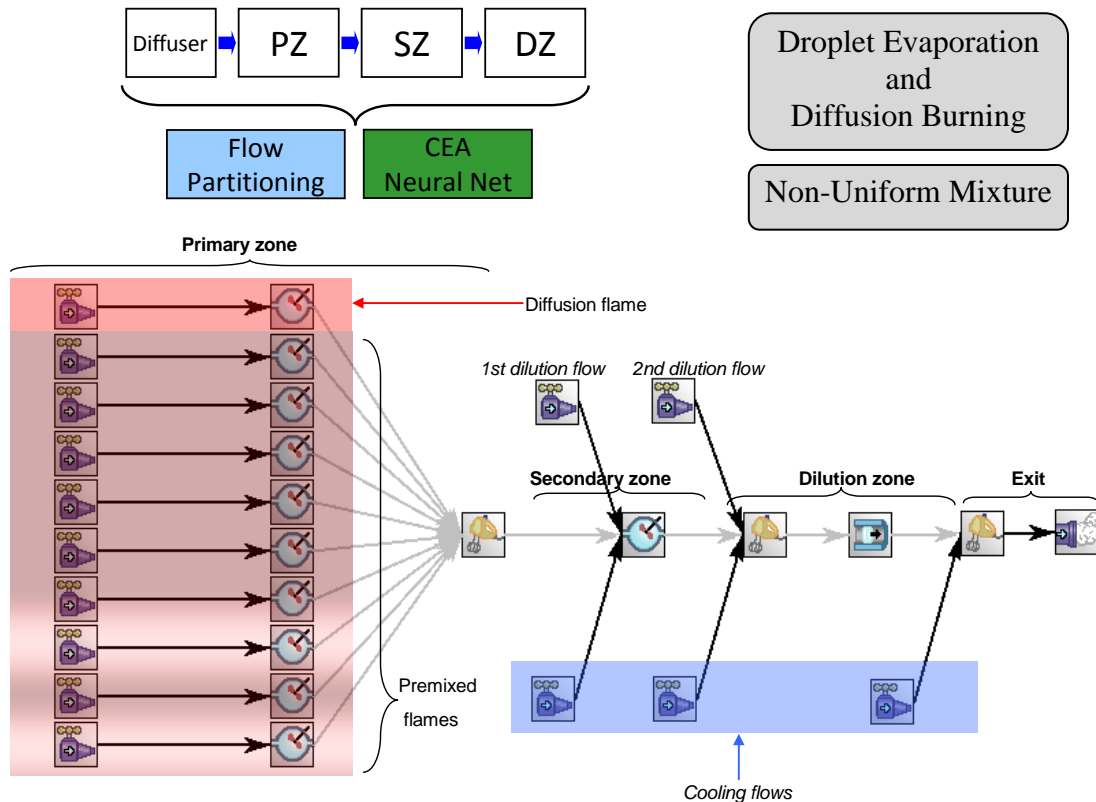 Diffuser
PZ
SZ
DZ
Flow
Partitioning
CEA
Neural Net
Droplet Evaporation
and
Diffusion Burning
Non-Uniform Mixture
Primary zone
Diffusion flame
1st dilution flow
2nd dilution flow
Secondary zone
Dilution zone
Exit
Premixed
flames
Cooling flows